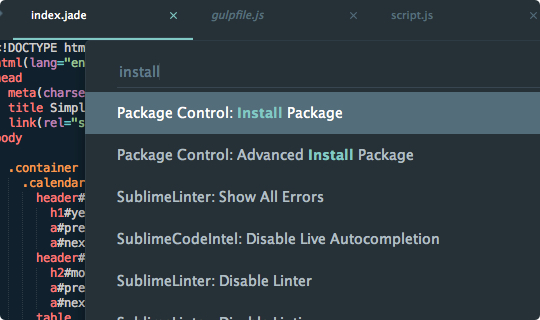 index.jade
gulpfile.js
script.js
<!DOCTYPE htm
html(lang="en
head
meta(charse
title Simpl
link(rel="s
body
.container
.calendar
header#
h1#ye
a#pre
a#nex
header#
h2#mo
a#pre
a#nex
table
install
Package Control: Install Package
Package Control: Advanced Install Package
SublimeLinter: Show All Errors
SublimeCodeIntel: Disable Live Autocompletion
SublimeLinter: Disable Linter